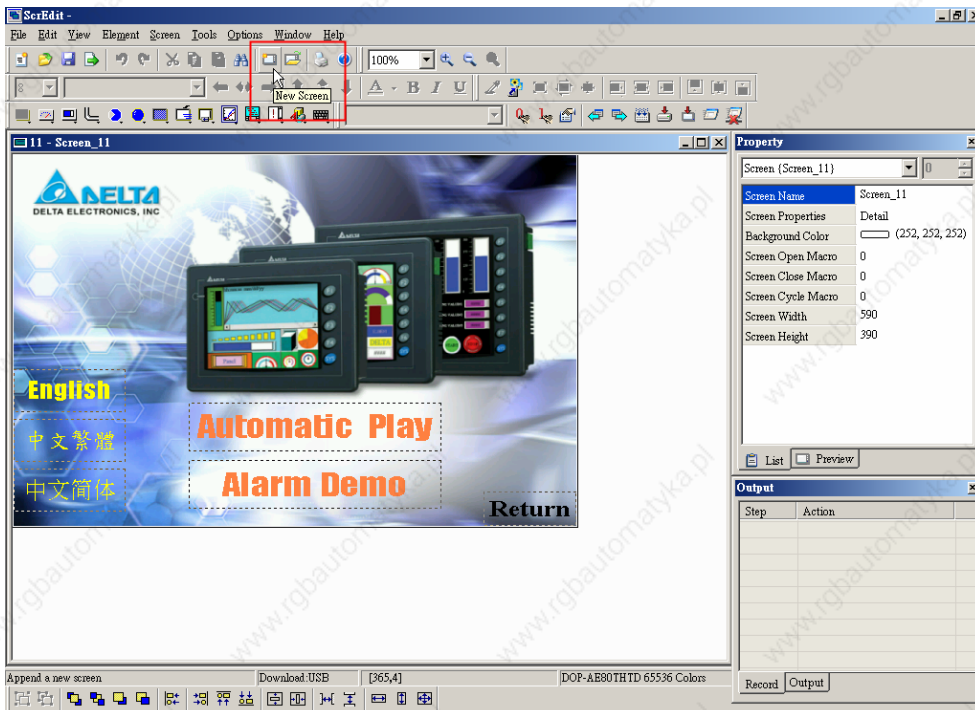 ScrEdit -
File Edit View Element Screen Tools Options Window Help
100%
8
A - B I U
New Screen
11 - Screen_11
DELTA
DELTA ELECTRONICS, INC
English
中文繁體
中文简体
Automatic Play
Alarm Demo
Return
Property
Screen {Screen_11}
0
Screen Name Screen_11
Screen Properties Detail
Background Color (252, 252, 252)
Screen Open Macro 0
Screen Close Macro 0
Screen Cycle Macro 0
Screen Width 590
Screen Height 390
List Preview
Output
Step Action
Record Output
Append a new screen Download:USB [365,4] DOP-AE80THTD 65536 Colors
www.rgbautomatyka.pl